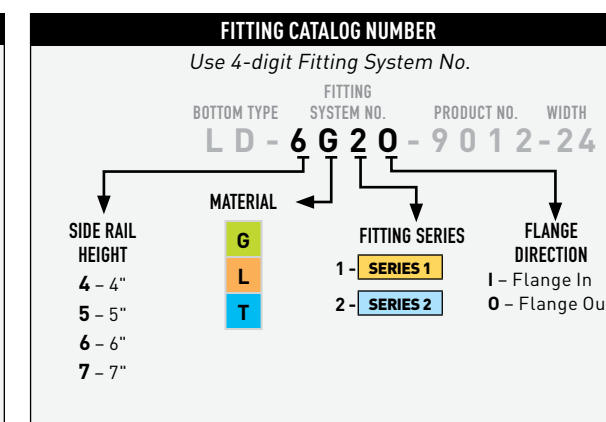 FITTING CATALOG NUMBER
Use 4-digit Fitting System No.
BOTTOM TYPE
FITTING
SYSTEM NO.
PRODUCT NO.
WIDTH
LD-6G2O-9012-24
SIDE RAIL
HEIGHT
4 – 4"
5 – 5"
6 – 6"
7 – 7"
MATERIAL
G
L
T
FITTING SERIES
1 - SERIES 1
2 - SERIES 2
FLANGE
DIRECTION
I – Flange In
O – Flange Ou